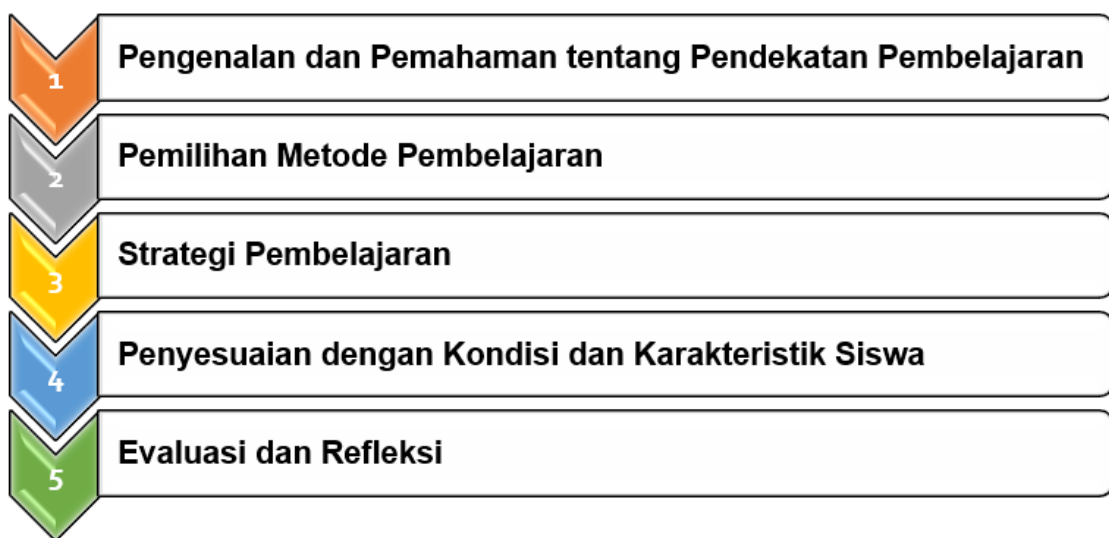 1
Pengenalan dan Pemahaman tentang Pendekatan Pembelajaran
2
Pemilihan Metode Pembelajaran
3
Strategi Pembelajaran
4
Penyesuaian dengan Kondisi dan Karakteristik Siswa
5
Evaluasi dan Refleksi